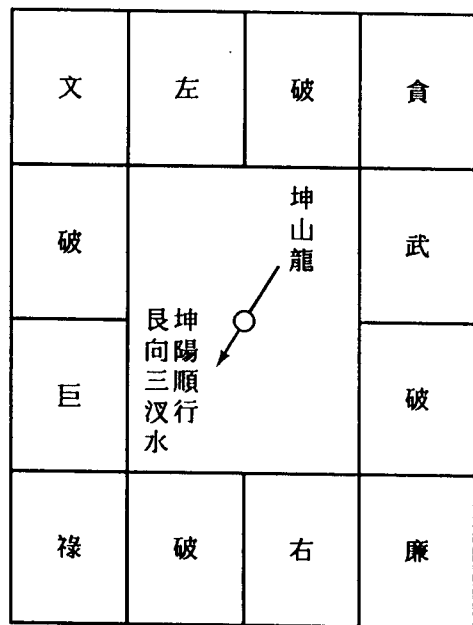 文 左 破 貪
破 武
巨 破
祿 破 右 廉
坤山龍
坤陽順行
艮向三汊水